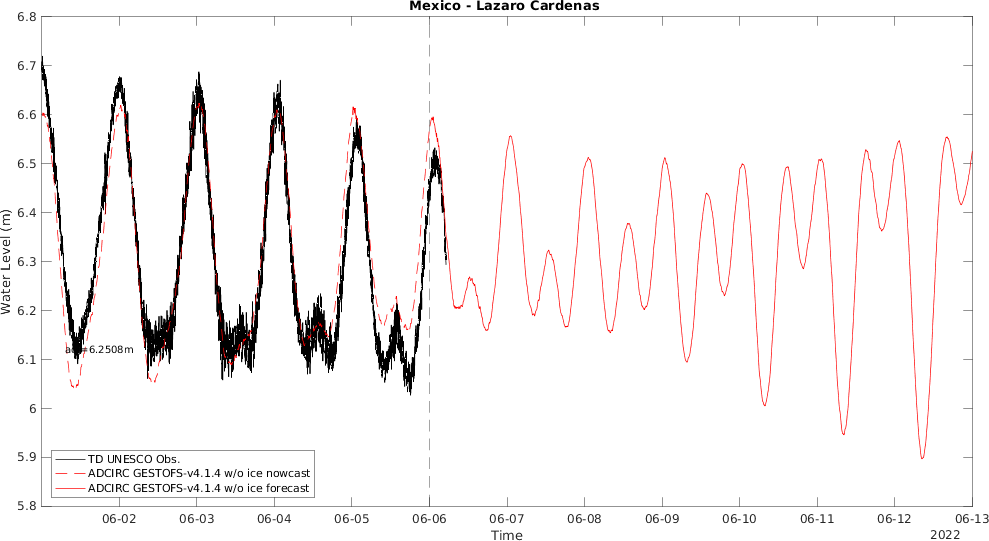 Mexico - Lazaro Cardenas
6.8
6.7
6.6
6.5
6.4
6.3
6.2
6.1
6
5.9
5.8
Water Level (m)
=6.2508m
TD UNESCO Obs.
ADCIRC GESTOFS-v4.1.4 w/o ice nowcast
ADCIRC GESTOFS-v4.1.4 w/o ice forecast
06-02 06-03 06-04 06-05 06-06 06-07 06-08 06-09 06-10 06-11 06-12 06-13
Time
2022